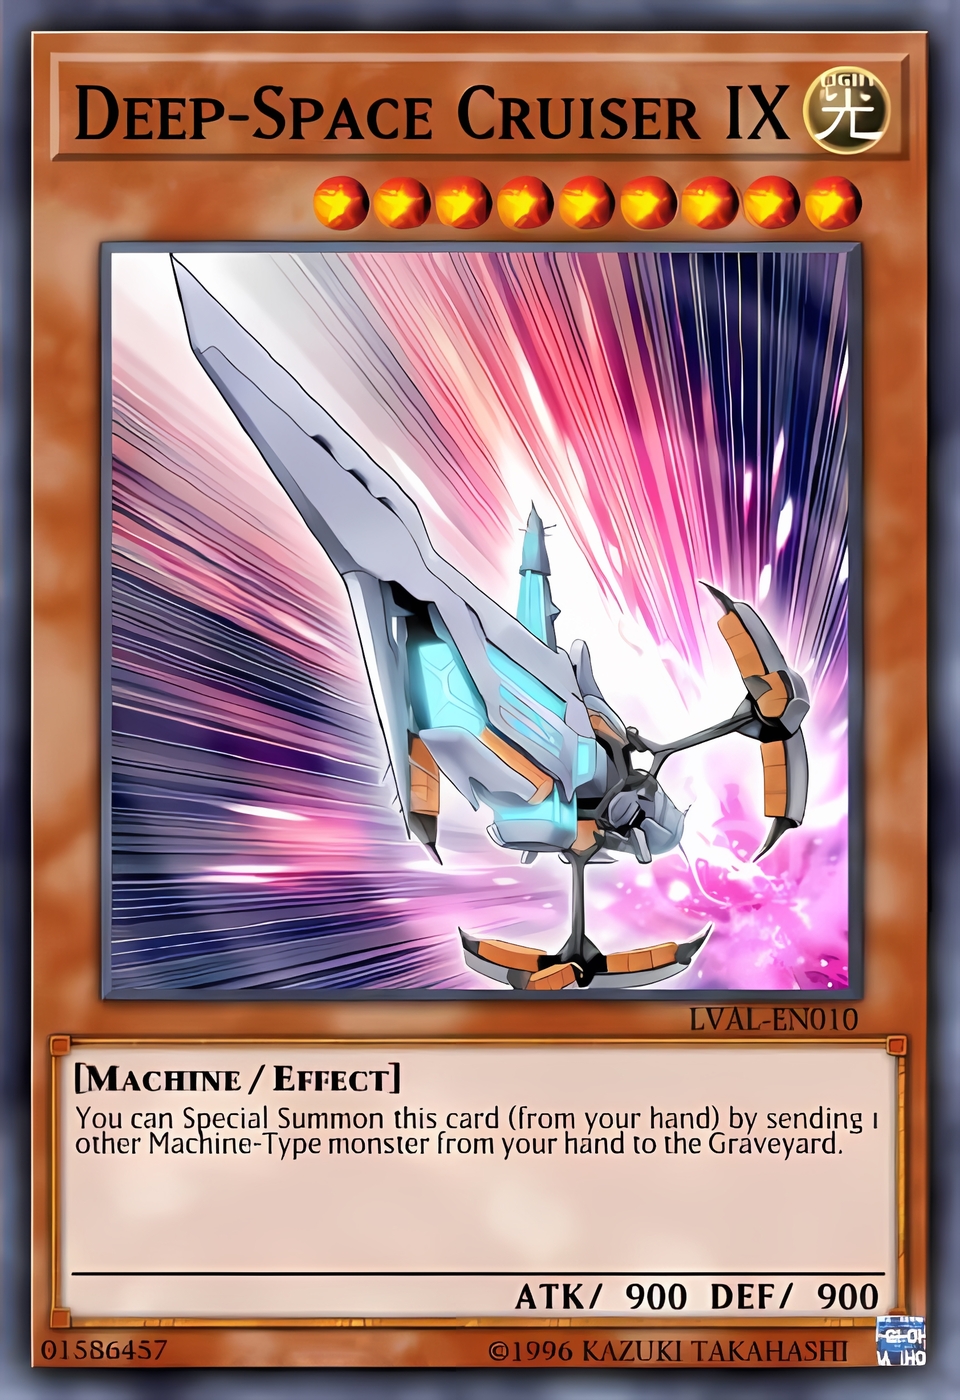 DEEP-SPACE CRUISER IX
光
LVAL-EN010
[MACHINE / EFFECT]
You can Special Summon this card (from your hand) by sending 1
other Machine-Type monster from your hand to the Graveyard.
ATK/ 900 DEF/ 900
01586457
©1996 KAZUKI TAKAHASHI